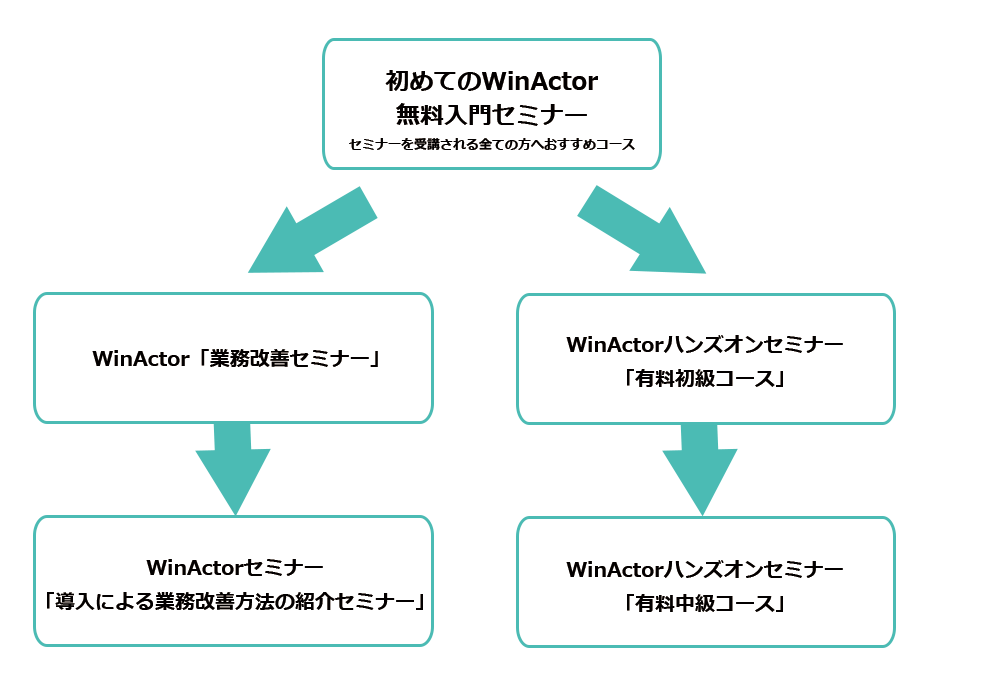 初めてのWinActor
無料入門セミナー
セミナーを受講される全ての方へおすすめコース
WinActor「業務改善セミナー」
WinActorハンズオンセミナー
「有料初級コース」
WinActorセミナー
「導入による業務改善方法の紹介セミナー」
WinActorハンズオンセミナー
「有料中級コース」